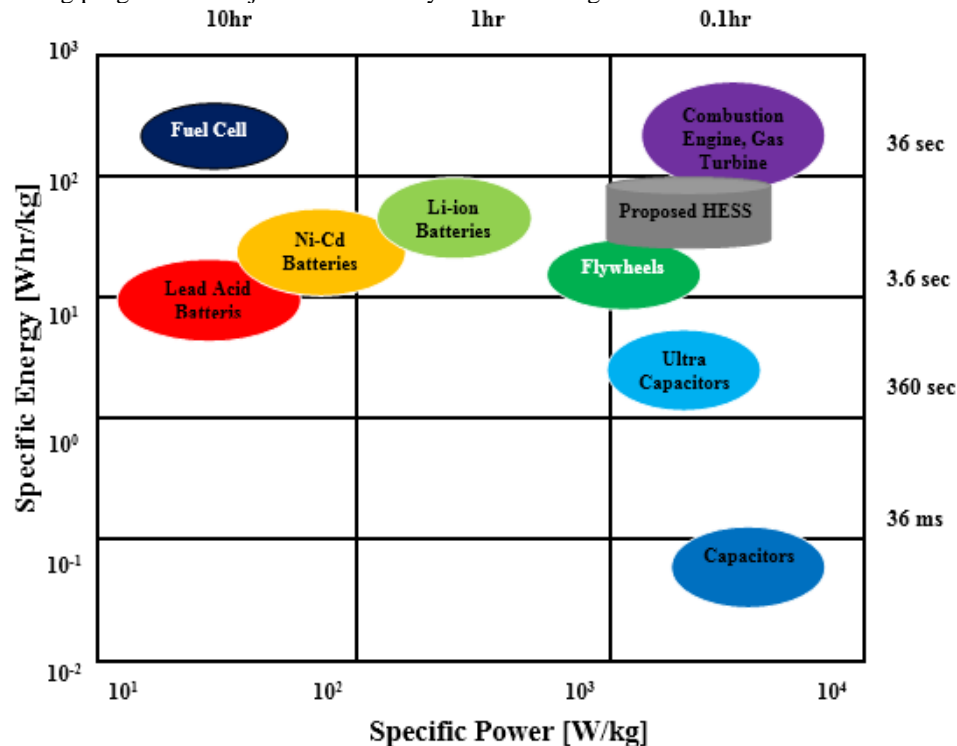 10hr 1hr 0.1hr
10³
Fuel Cell
Combustion
Engine, Gas
Turbine
36 sec
10²
Li-ion
Batteries
Proposed HESS
Ni-Cd
Batteries
Flywheels
3.6 sec
Lead Acid
Batteris
10¹
Ultra
Capacitors
360 sec
10⁰
36 ms
Capacitors
10⁻¹
10⁻²
Specific Energy [Whr/kg]
10¹ 10² 10³ 10⁴
Specific Power [W/kg]